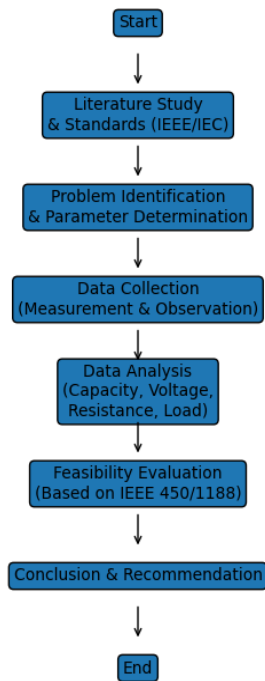 Start
Literature Study
& Standards (IEEE/IEC)
Problem Identification
& Parameter Determination
Data Collection
(Measurement & Observation)
Data Analysis
(Capacity, Voltage,
Resistance, Load)
Feasibility Evaluation
(Based on IEEE 450/1188)
Conclusion & Recommendation
End